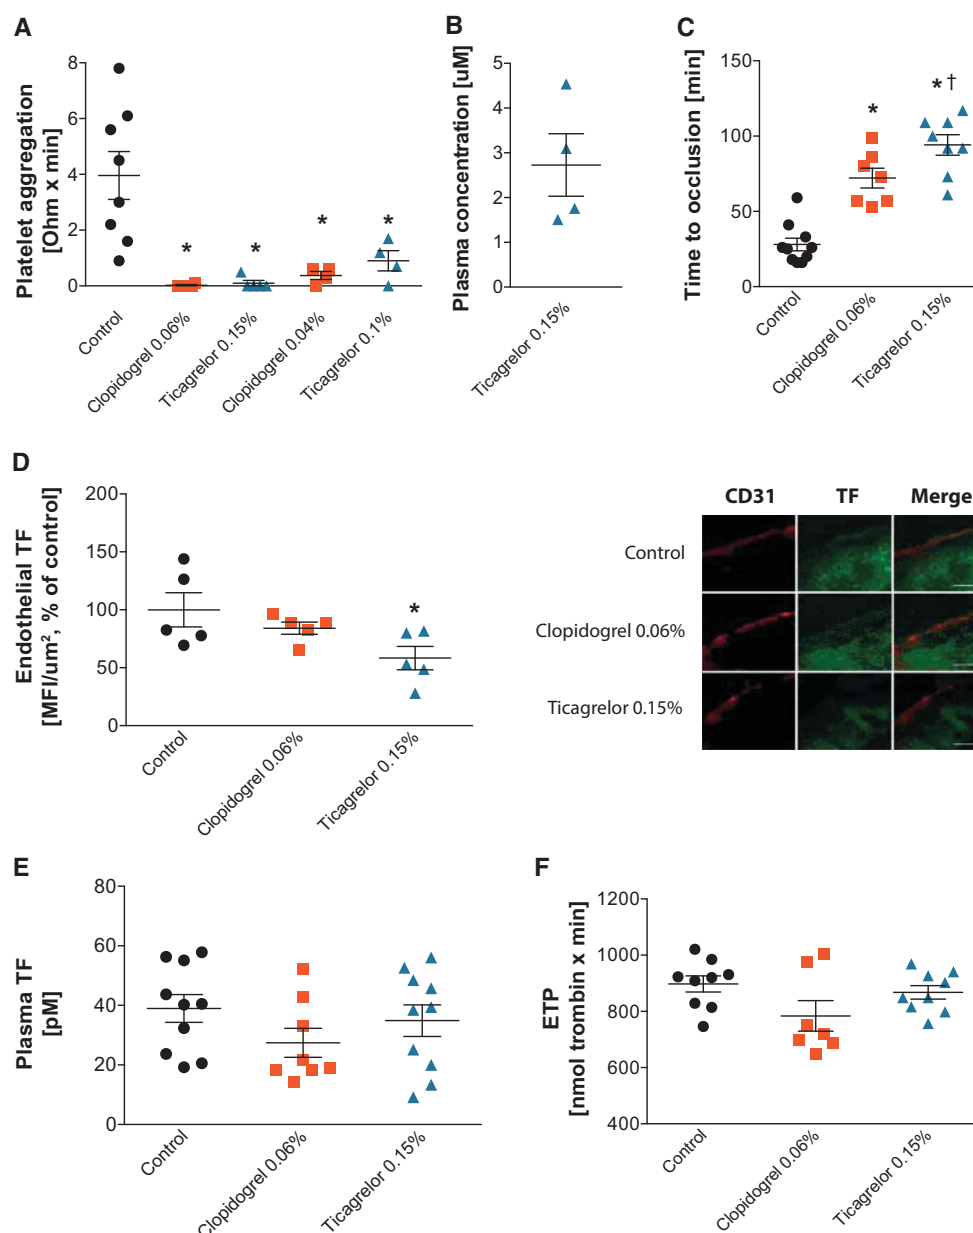 A
Platelet aggregation
[Ohm x min]
8
6
4
2
0
*
*
*
*
Control
Clopidogrel 0.06%
Ticagrelor 0.15%
Clopidogrel 0.04%
Ticagrelor 0.1%
B
Plasma concentration [uM]
5
4
3
2
1
0
Ticagrelor 0.15%
C
Time to occlusion [min]
150
100
50
0
*
*†
Control
Clopidogrel 0.06%
Ticagrelor 0.15%
D
Endothelial TF
[MFI/um², % of control]
200
150
100
50
0
*
Control
Clopidogrel 0.06%
Ticagrelor 0.15%
CD31 TF Merge
Control
Clopidogrel 0.06%
Ticagrelor 0.15%
E
Plasma TF
[pM]
80
60
40
20
0
Control
Clopidogrel 0.06%
Ticagrelor 0.15%
F
ETP
[nmol trombin x min]
1200
1000
800
600
400
Control
Clopidogrel 0.06%
Ticagrelor 0.15%